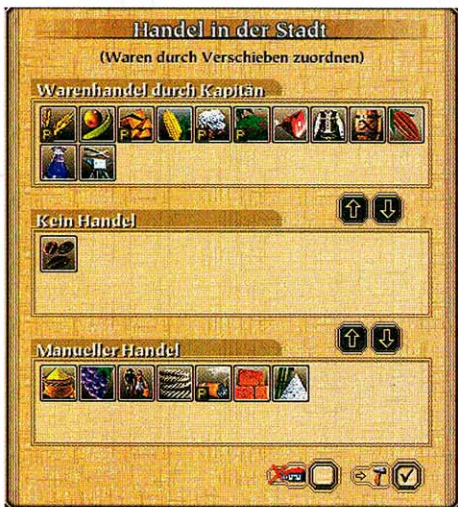 Handel in der Stadt
(Waren durch Verschieben zuordnen)
Warenhandel durch Kapitän
P P P P
Kein Handel
Manueller Handel
P